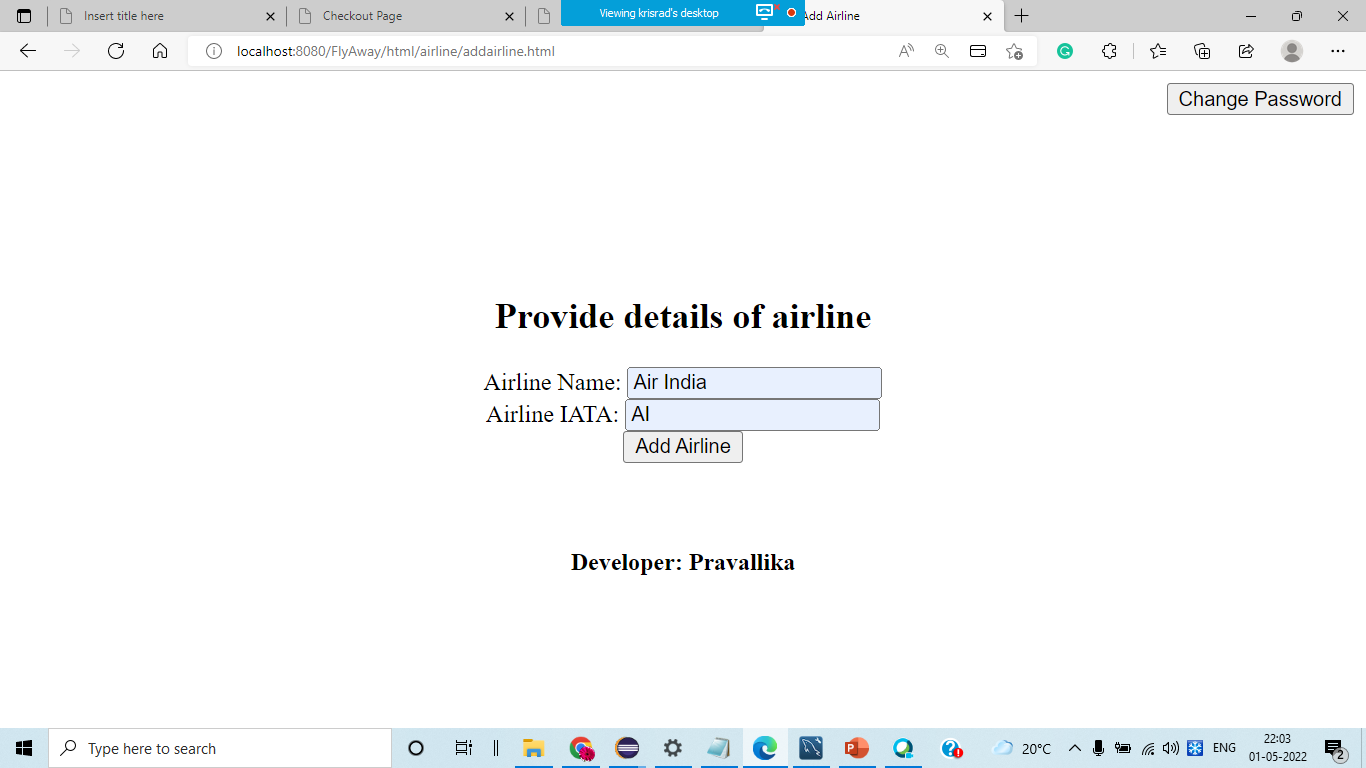 Insert title here
Checkout Page
Viewing krisrad's desktop
Add Airline
localhost:8080/FlyAway/html/airline/addairline.html
Change Password
Provide details of airline
Airline Name: Air India
Airline IATA: AI
Add Airline
Developer: Pravallika
Type here to search
20°C
ENG
22:03
01-05-2022
2